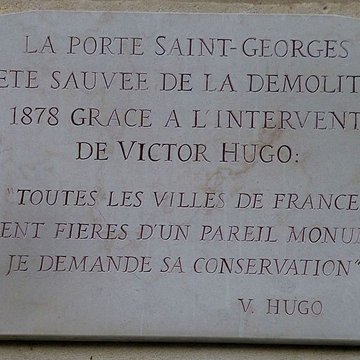 LA PORTE SAINT-GEORGES
ETE SAUVEE DE LA DEMOLIT
1878 GRACE A L'INTERVENT
DE VICTOR HUGO:
"TOUTES LES VILLES DE FRANCE
ENT FIERES D'UN PAREIL MONU
JE DEMANDE SA CONSERVATION"
V. HUGO